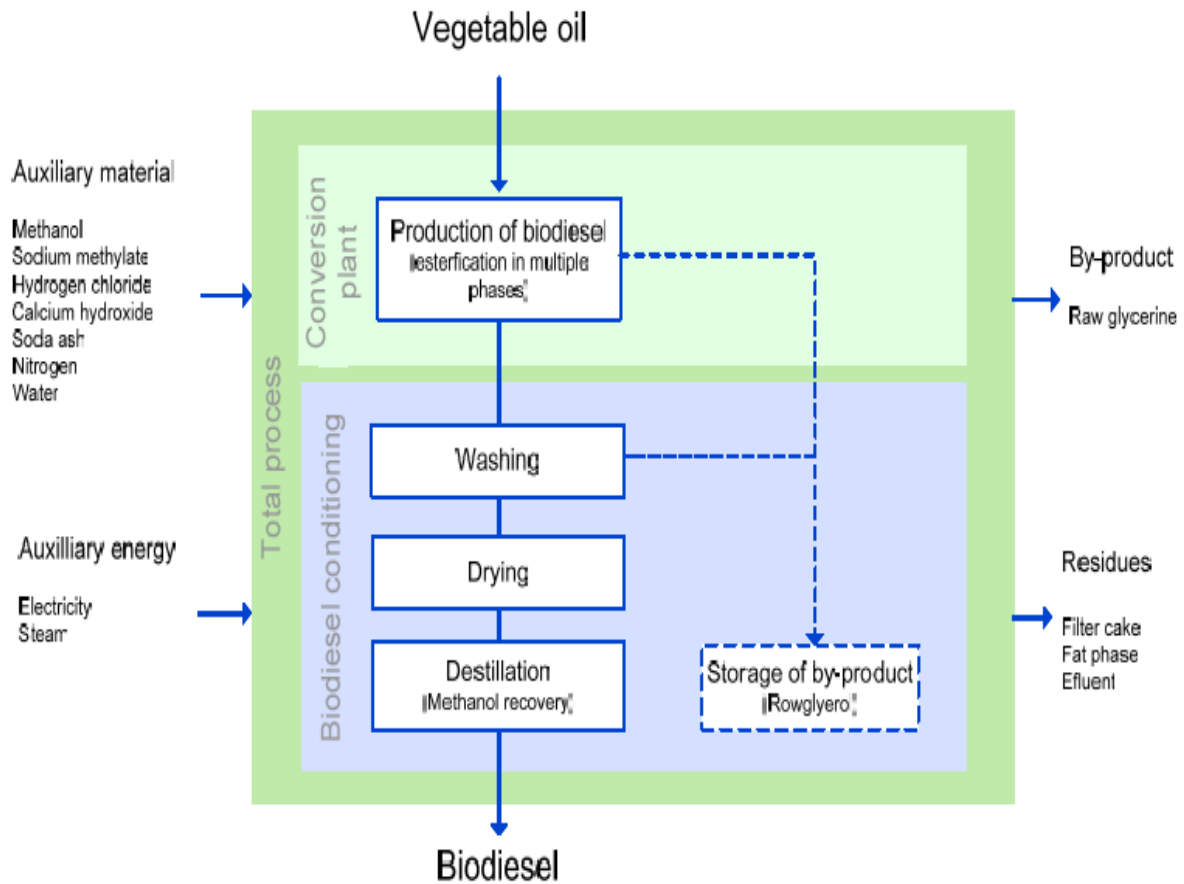 Vegetable oil
Auxiliary material
Methanol
Sodium methylate
Hydrogen chloride
Calcium hydroxide
Soda ash
Nitrogen
Water
Auxilliary energy
Electricity
Steam
Total process
Conversion
plant
Production of biodiesel
(esterfication in multiple
phases)
Biodiesel conditioning
Washing
Drying
Destillation
(Methanol recovery)
Storage of by-product
(Rowglyero)
By-product
Raw glycerine
Residues
Filter cake
Fat phase
Efluent
Biodiesel